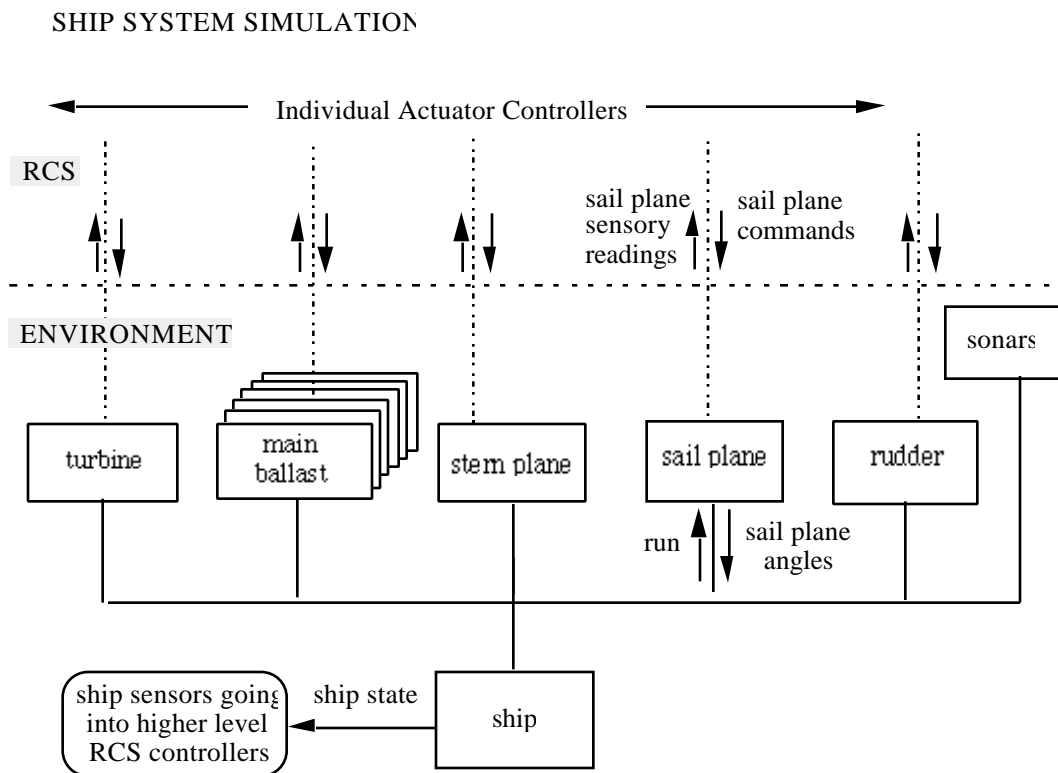 SHIP SYSTEM SIMULATION
Individual Actuator Controllers
RCS
sail plane
sensory
readings
sail plane
commands
ENVIRONMENT
sonars
turbine
main
ballast
stern plane
sail plane
rudder
run
sail plane
angles
ship sensors going
into higher level
RCS controllers
ship state
ship